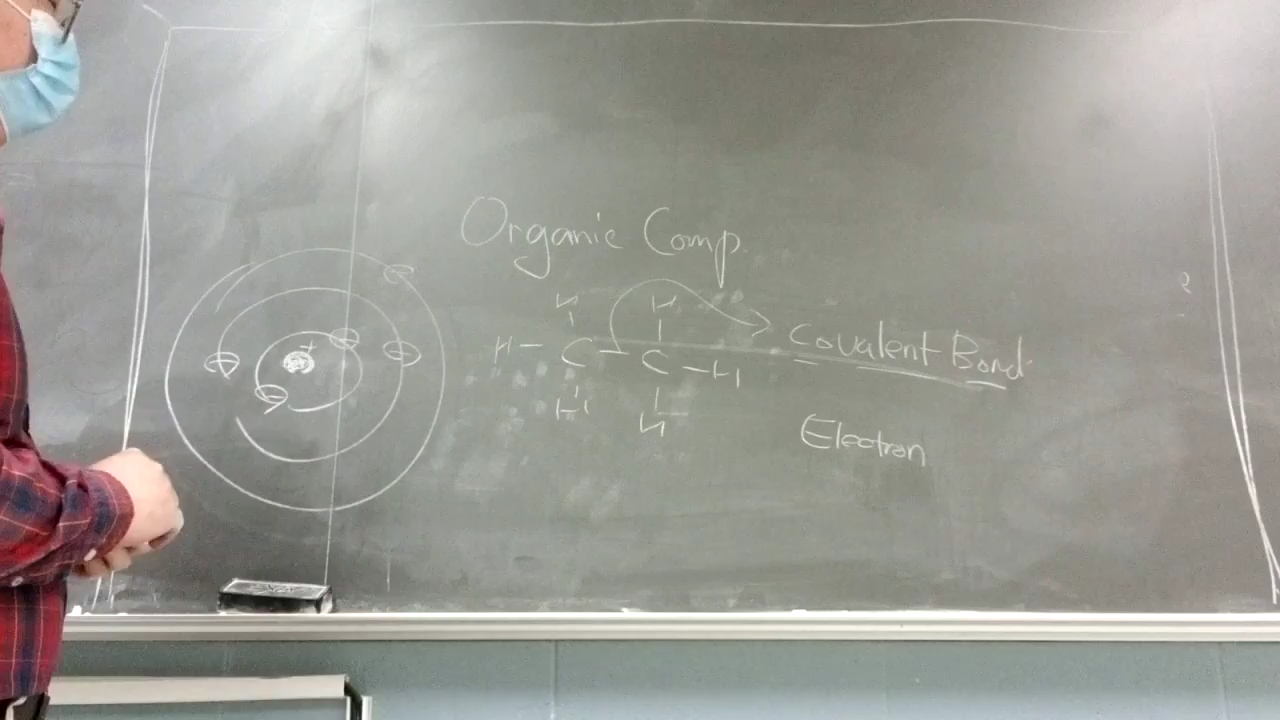 Organic Comp.
H H
H - C - C - H
H H
Covalent Bond
Electron
+